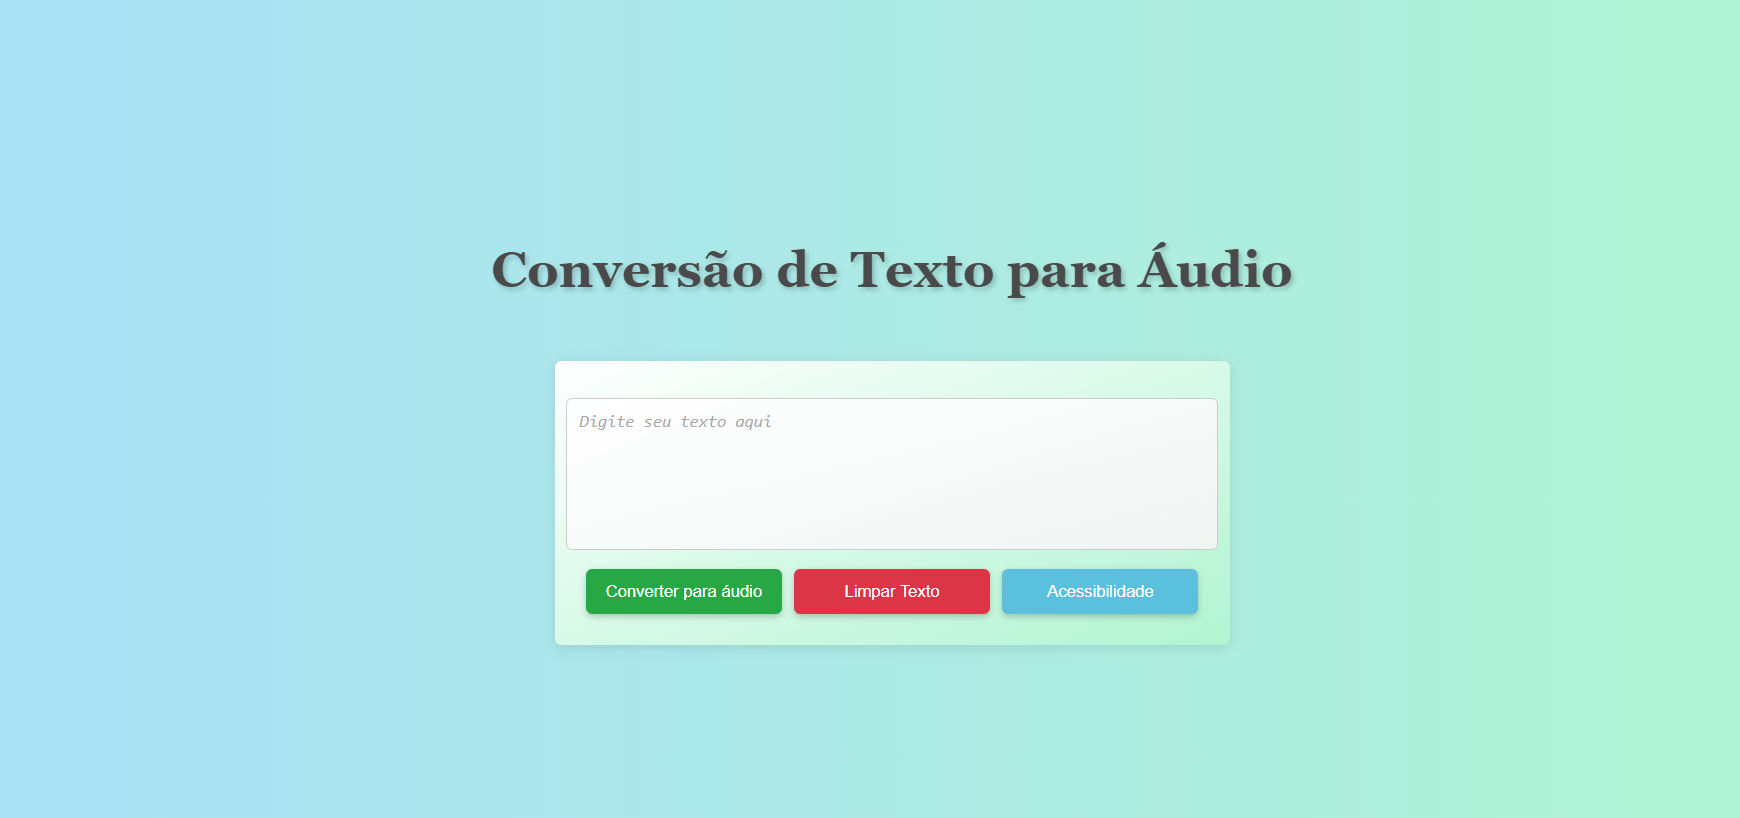 Conversão de Texto para Áudio
Digite seu texto aqui
Converter para áudio
Limpar Texto
Acessibilidade